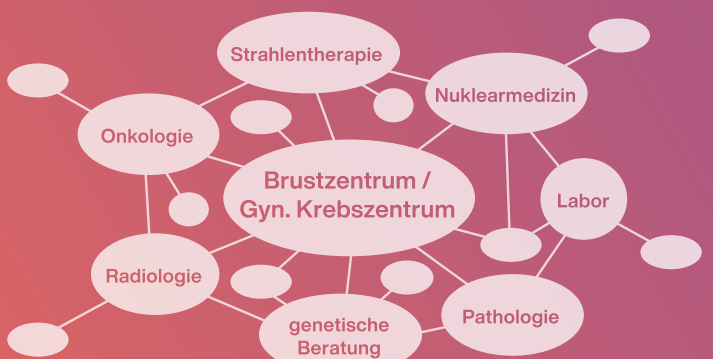 Strahlentherapie
Nuklearmedizin
Onkologie
Brustzentrum /
Gyn. Krebszentrum
Labor
Radiologie
Pathologie
genetische
Beratung